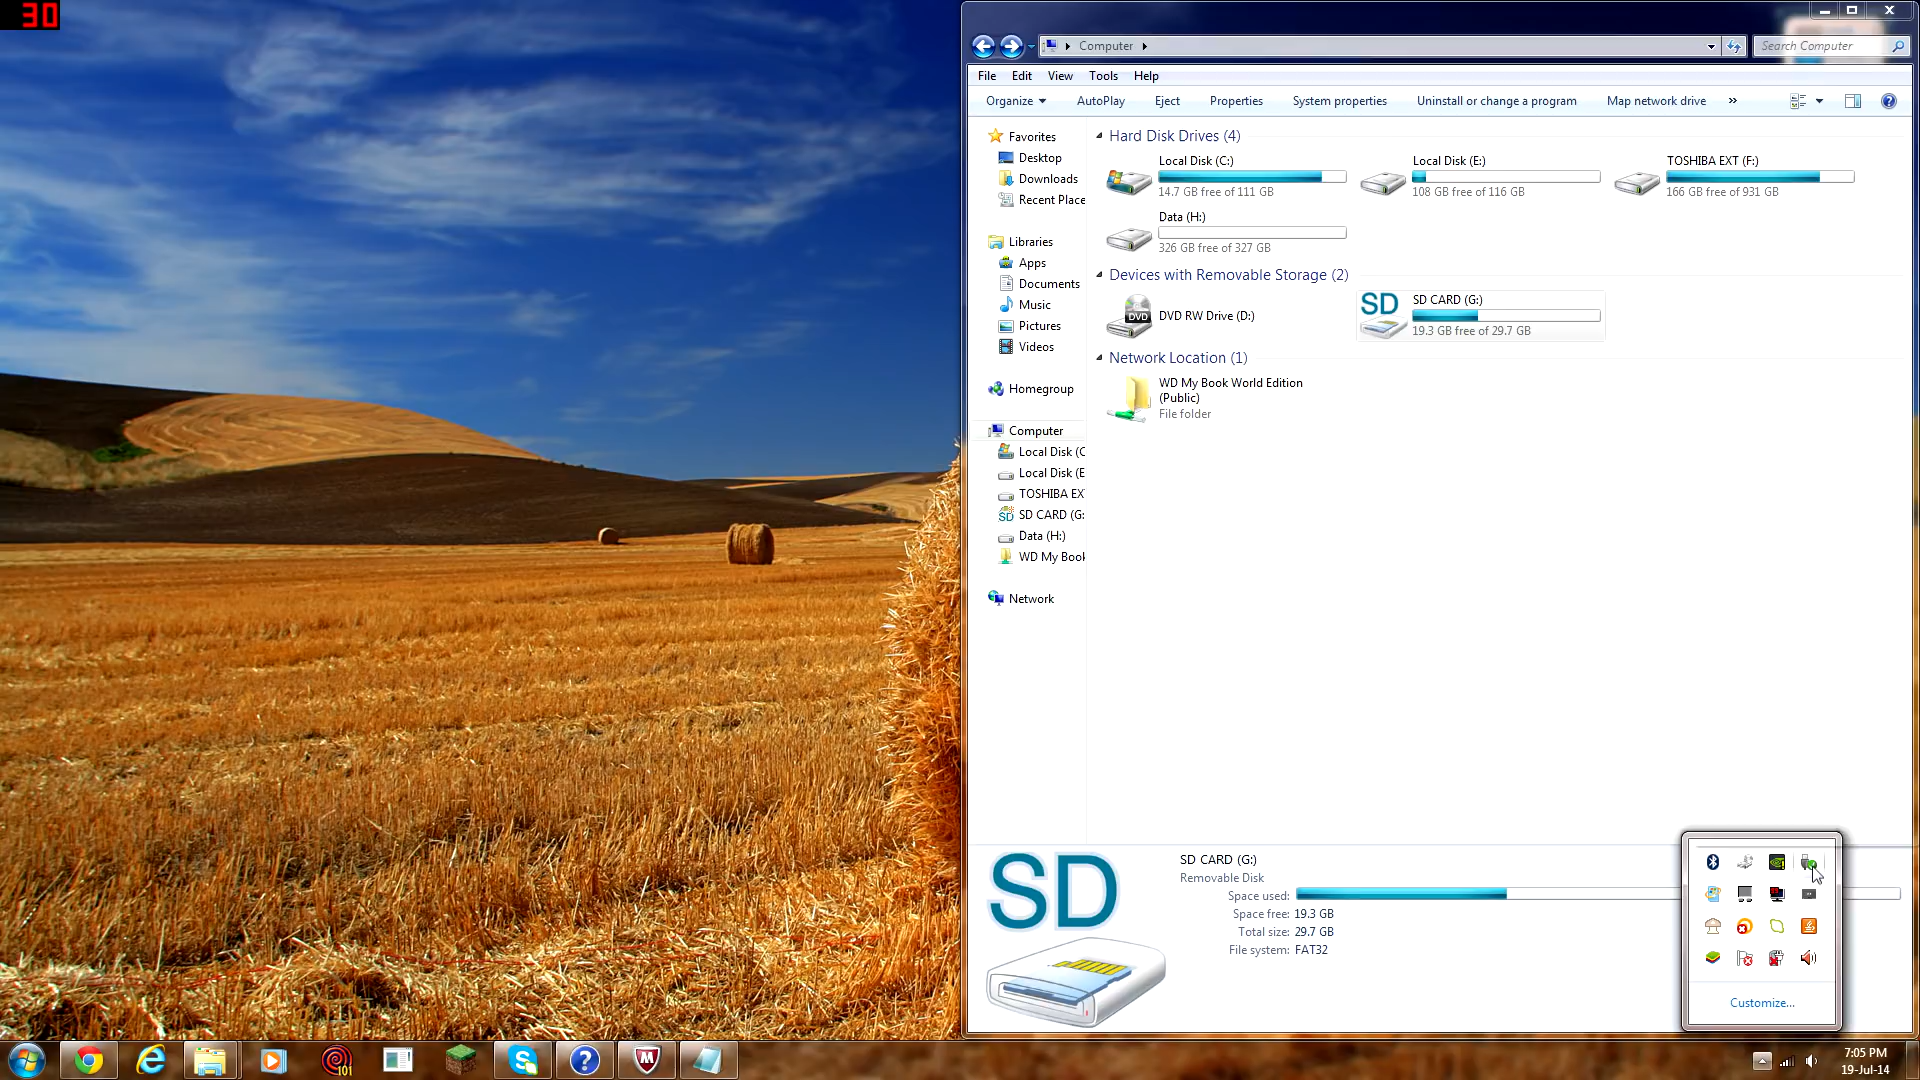 30
Computer
Search Computer
File Edit View Tools Help
Organize AutoPlay Eject Properties System properties Uninstall or change a program Map network drive »
Favorites
Desktop
Downloads
Recent Place
Libraries
Apps
Documents
Music
Pictures
Videos
Homegroup
Computer
Local Disk (C
Local Disk (E
TOSHIBA EX
SD CARD (G:
Data (H:)
WD My Book
Network
Hard Disk Drives (4)
Local Disk (C:)
14.7 GB free of 111 GB
Local Disk (E:)
108 GB free of 116 GB
TOSHIBA EXT (F:)
166 GB free of 931 GB
Data (H:)
326 GB free of 327 GB
Devices with Removable Storage (2)
DVD
DVD RW Drive (D:)
SD
SD CARD (G:)
19.3 GB free of 29.7 GB
Network Location (1)
WD My Book World Edition
(Public)
File folder
SD
SD CARD (G:)
Removable Disk
Space used:
Space free: 19.3 GB
Total size: 29.7 GB
File system: FAT32
Customize...
101
7:05 PM
19-Jul-14